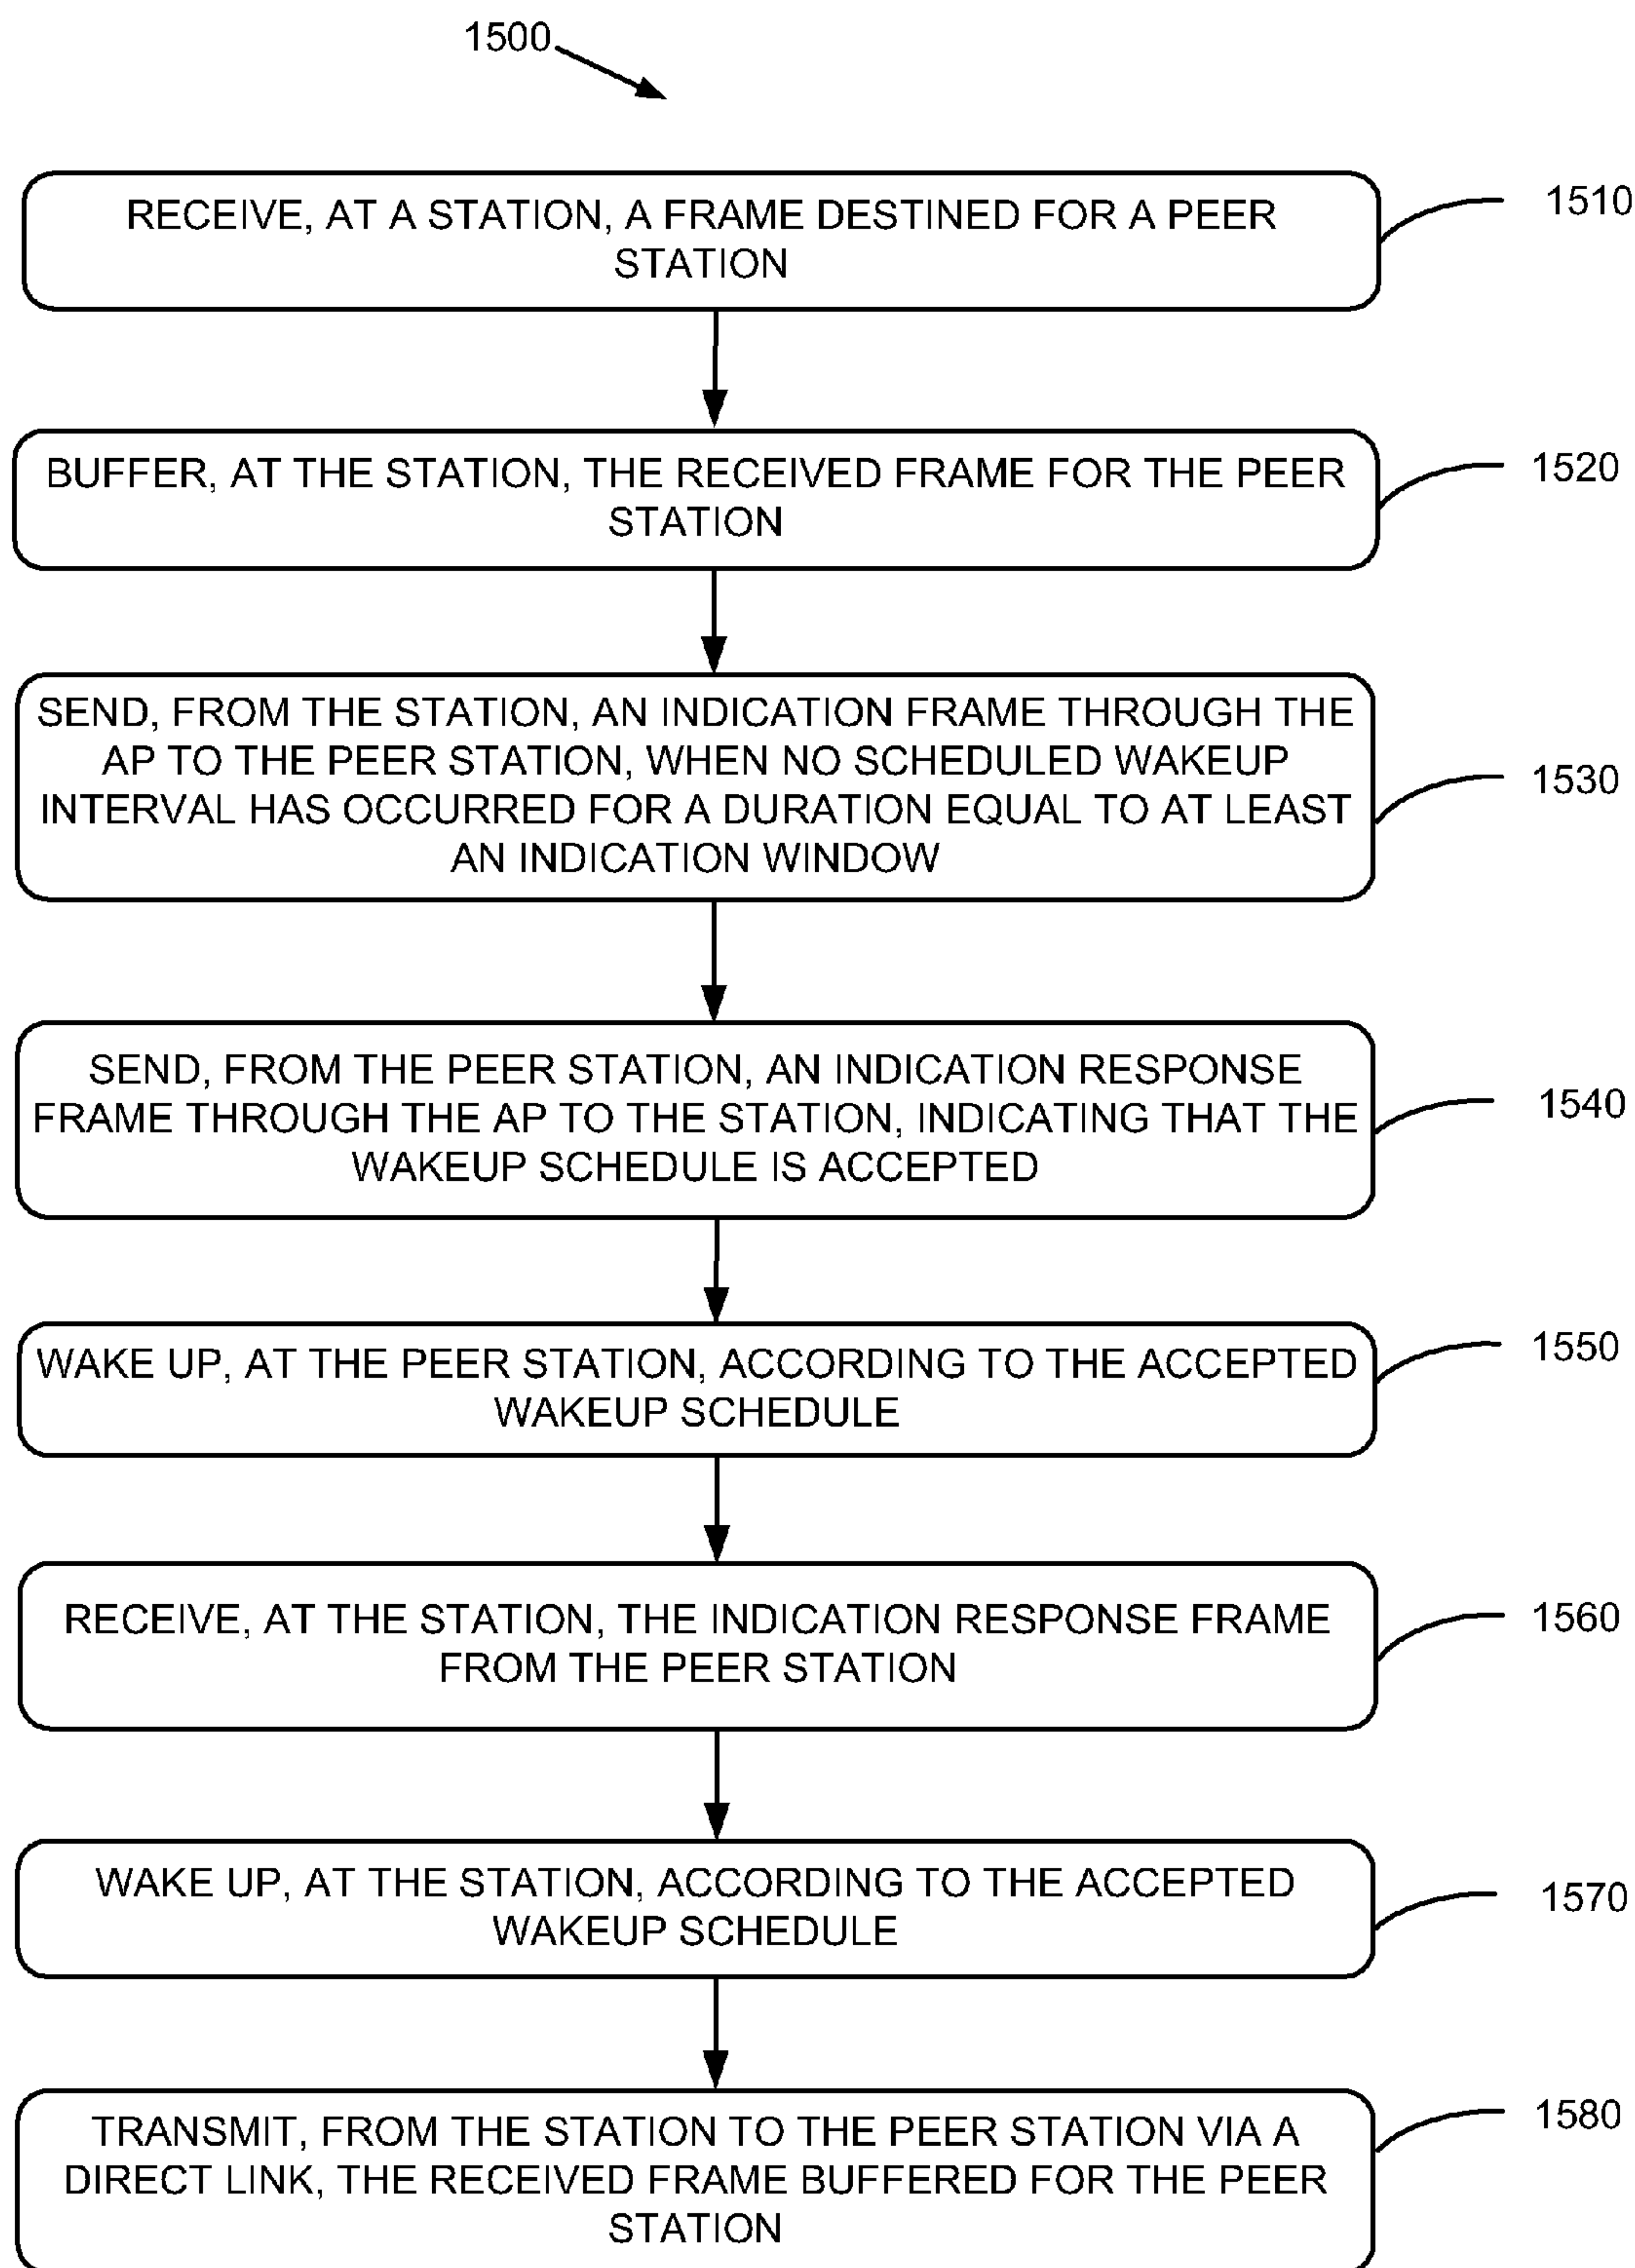 1500
RECEIVE, AT A STATION, A FRAME DESTINED FOR A PEER
STATION
1510
BUFFER, AT THE STATION, THE RECEIVED FRAME FOR THE PEER
STATION
1520
SEND, FROM THE STATION, AN INDICATION FRAME THROUGH THE
AP TO THE PEER STATION, WHEN NO SCHEDULED WAKEUP
INTERVAL HAS OCCURRED FOR A DURATION EQUAL TO AT LEAST
AN INDICATION WINDOW
1530
SEND, FROM THE PEER STATION, AN INDICATION RESPONSE
FRAME THROUGH THE AP TO THE STATION, INDICATING THAT THE
WAKEUP SCHEDULE IS ACCEPTED
1540
WAKE UP, AT THE PEER STATION, ACCORDING TO THE ACCEPTED
WAKEUP SCHEDULE
1550
RECEIVE, AT THE STATION, THE INDICATION RESPONSE FRAME
FROM THE PEER STATION
1560
WAKE UP, AT THE STATION, ACCORDING TO THE ACCEPTED
WAKEUP SCHEDULE
1570
TRANSMIT, FROM THE STATION TO THE PEER STATION VIA A
DIRECT LINK, THE RECEIVED FRAME BUFFERED FOR THE PEER
STATION
1580